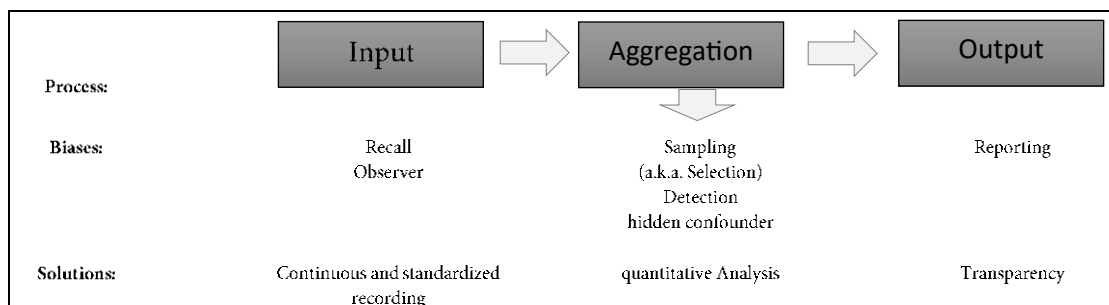 Input
Aggregation
Output
Process:
Biases:
Recall
Observer
Sampling
(a.k.a. Selection)
Detection
hidden confounder
Reporting
Solutions:
Continuous and standardized
recording
quantitative Analysis
Transparency